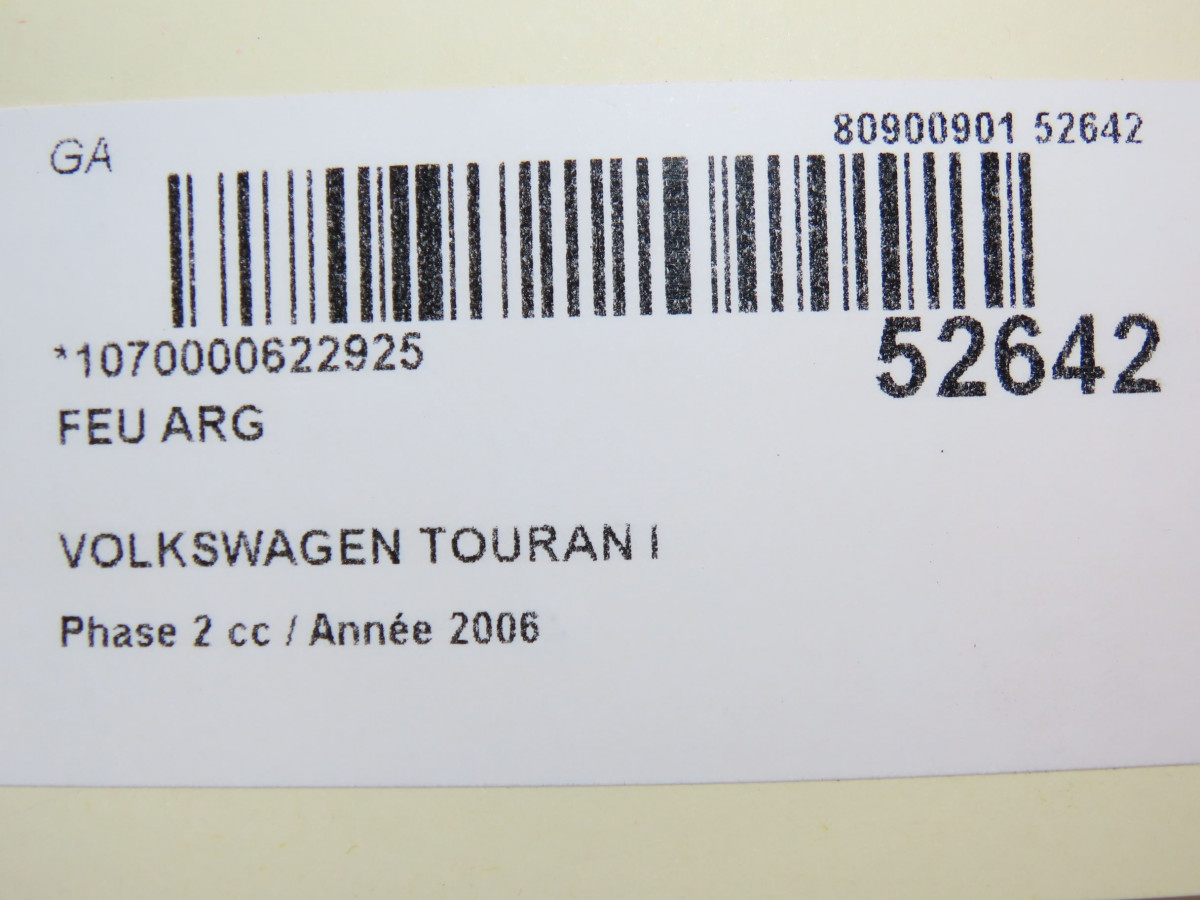 GA
80900901 52642
*1070000622925
52642
FEU ARG
VOLKSWAGEN TOURAN I
Phase 2 cc / Année 2006